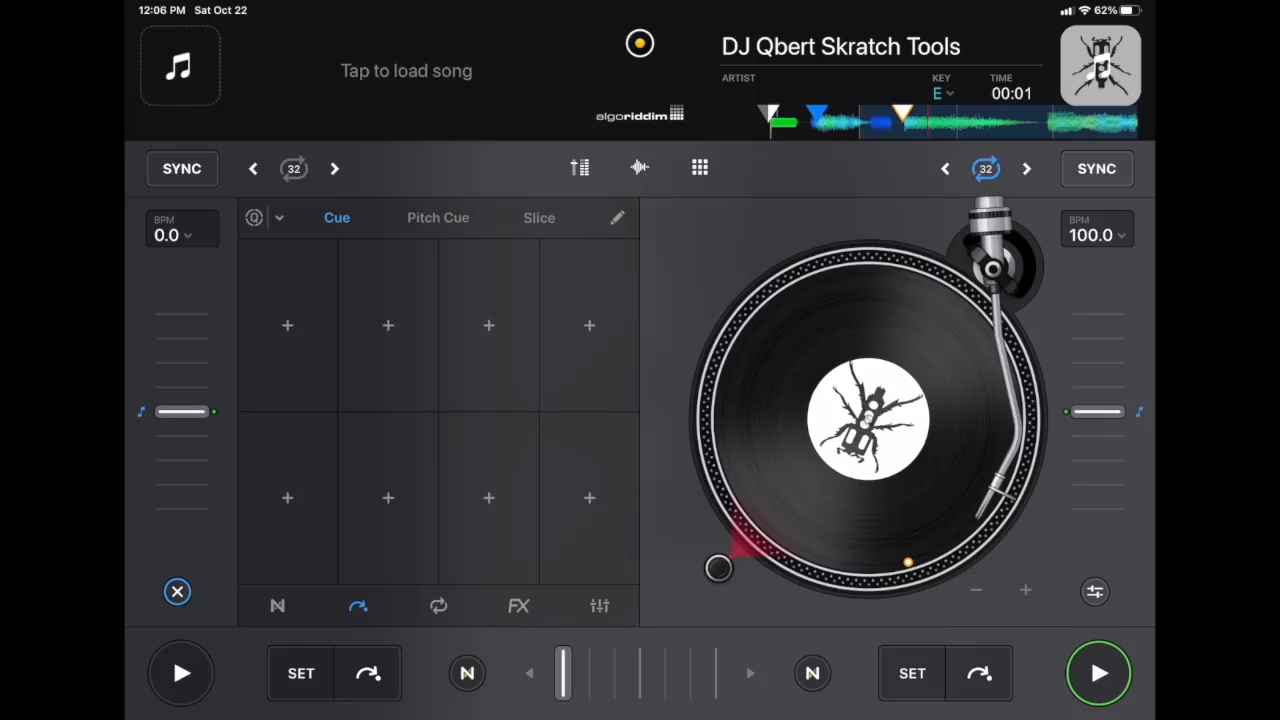 12:06 PM Sat Oct 22
62%
Tap to load song
DJ Qbert Skratch Tools
ARTIST
KEY
TIME
E
00:01
algoriddim
SYNC
32
32
SYNC
BPM
0.0
Cue
Pitch Cue
Slice
BPM
100.0
FX
SET
SET